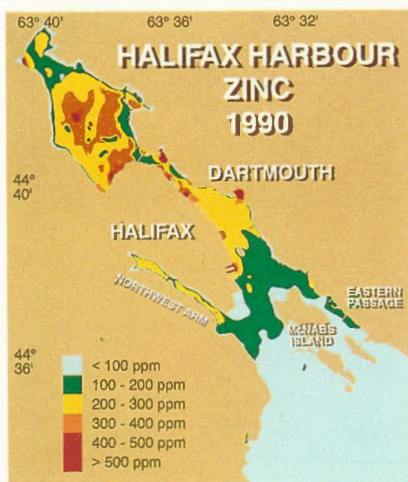 63° 40' 63° 36' 63° 32'
HALIFAX HARBOUR
ZINC
1990
DARTMOUTH
44°
40'
HALIFAX
NORTHWEST ARM
EASTERN
PASSAGE
McNABS
ISLAND
44°
36'
< 100 ppm
100 - 200 ppm
200 - 300 ppm
300 - 400 ppm
400 - 500 ppm
> 500 ppm